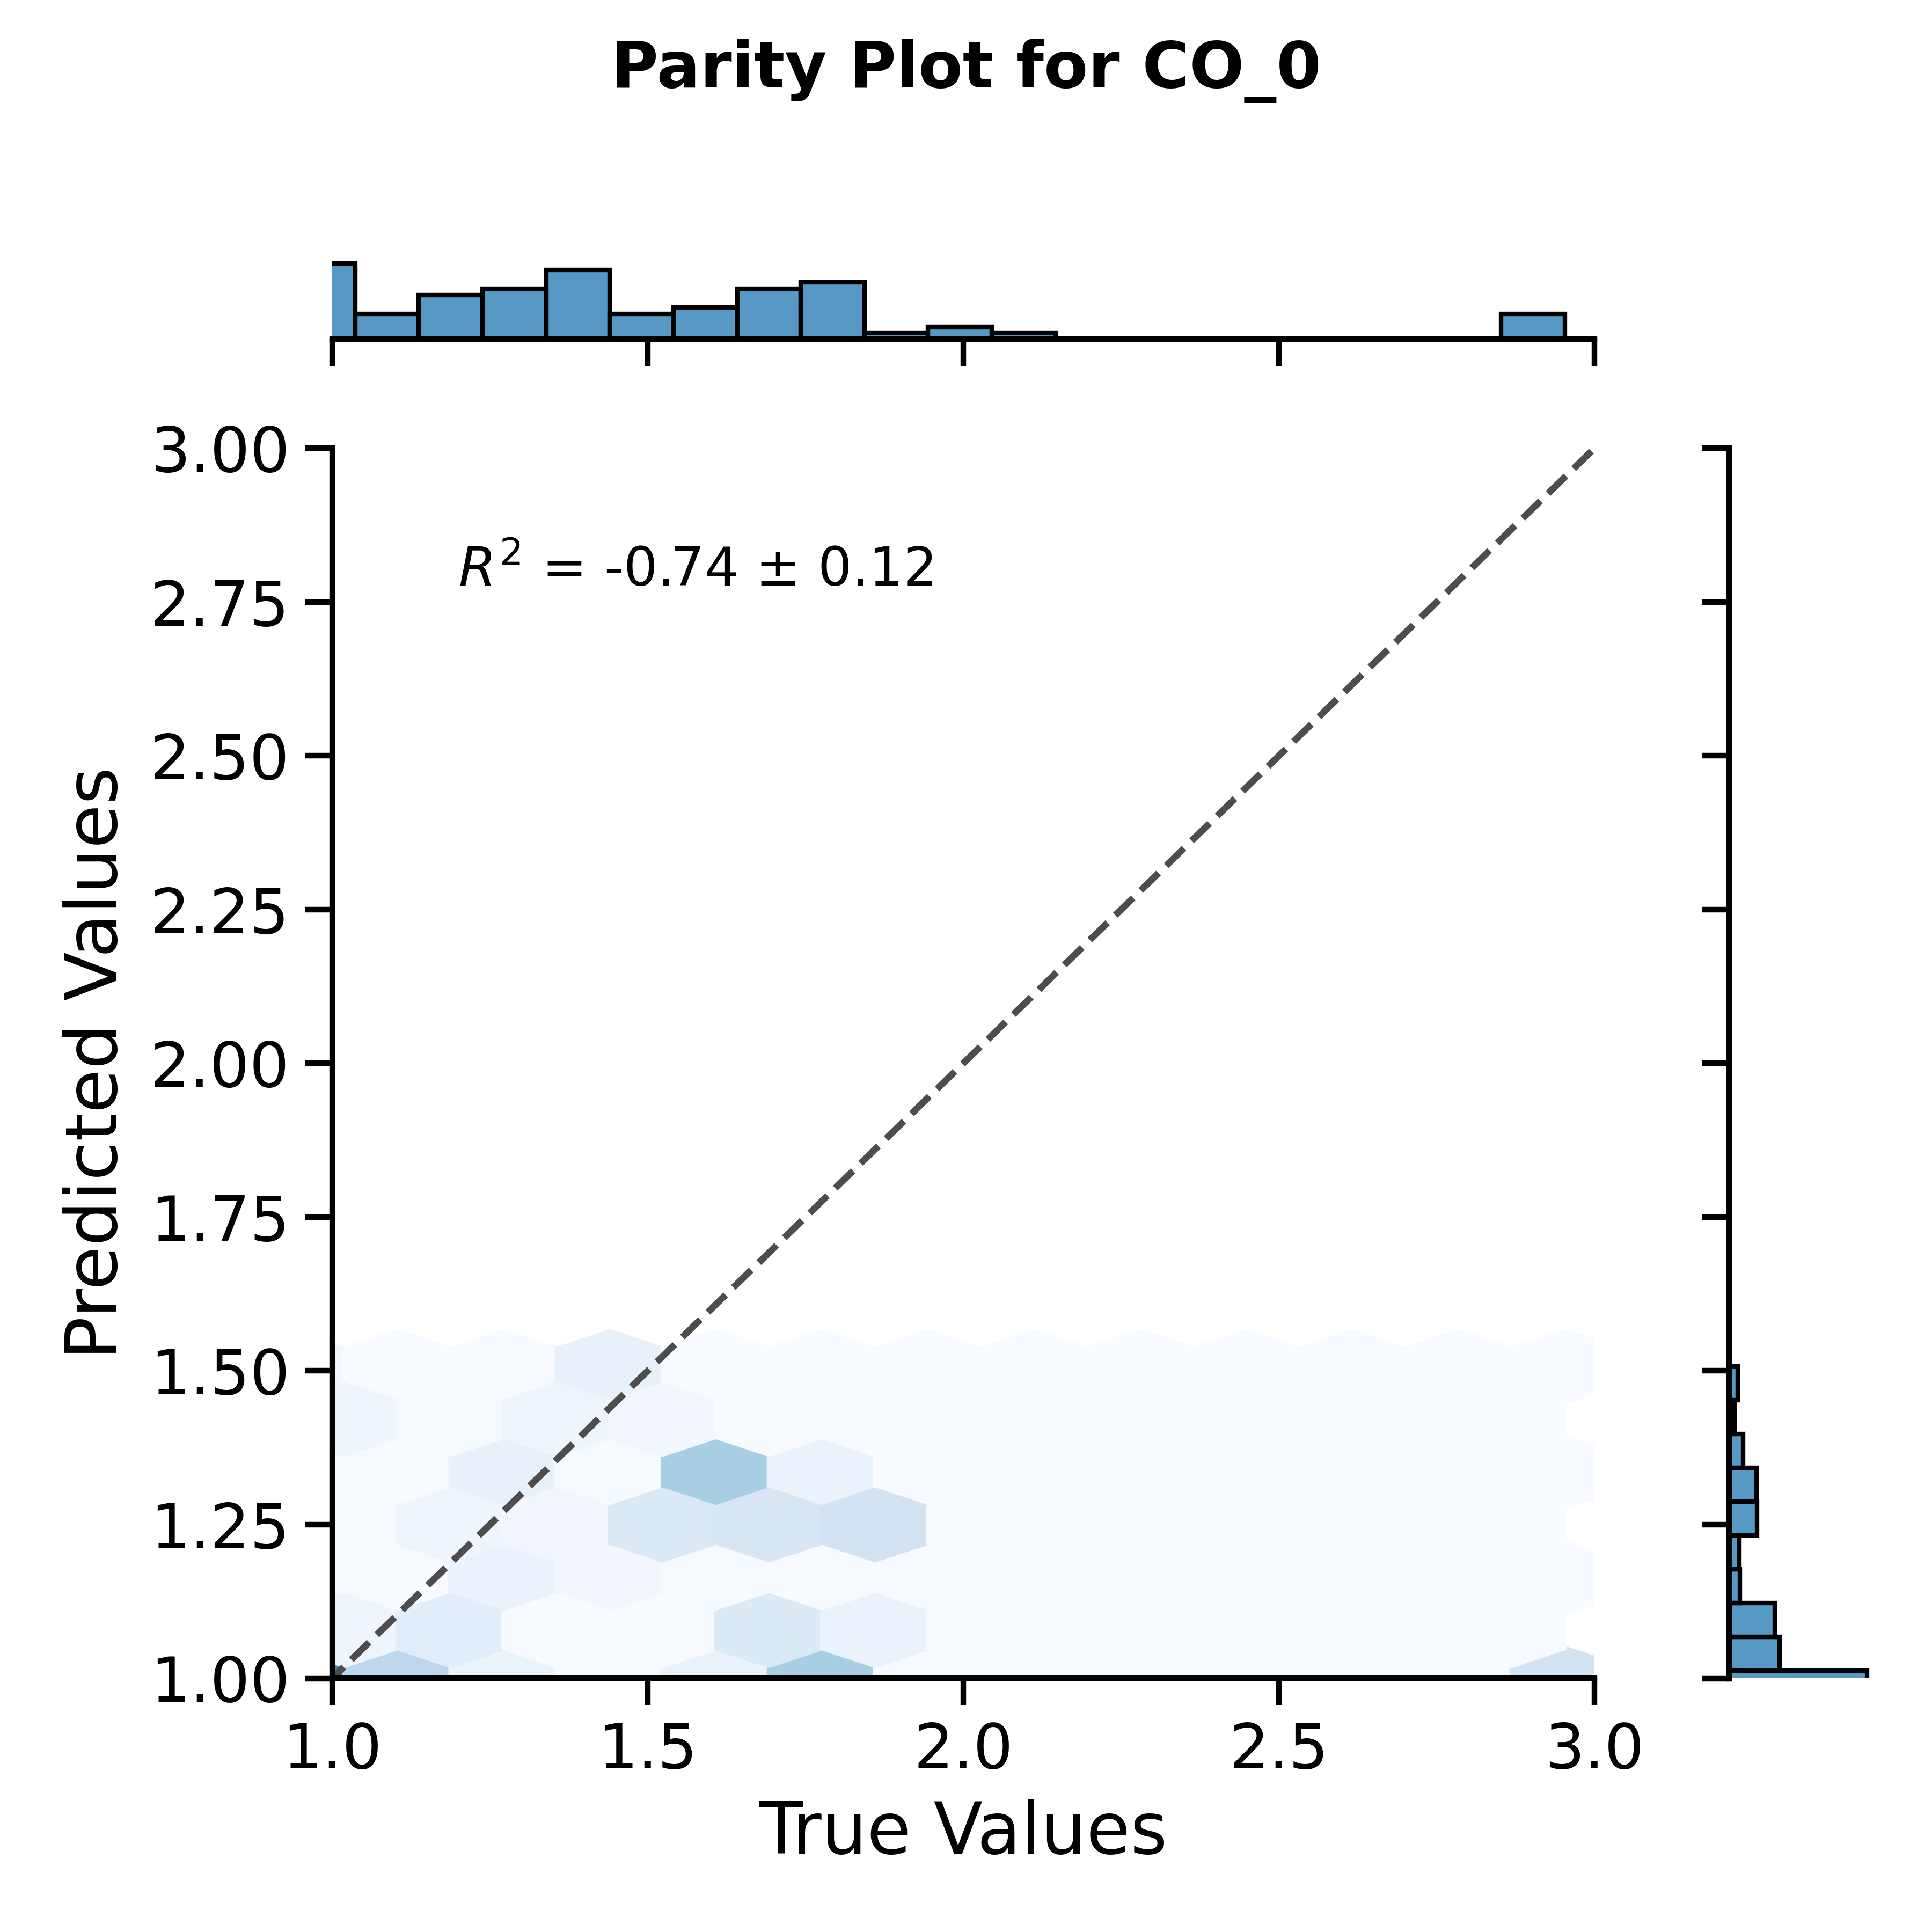 Parity Plot for CO_0
3.00
R² = -0.74 ± 0.12
2.75
2.50
2.25
2.00
1.75
1.50
1.25
1.00
Predicted Values
1.0 1.5 2.0 2.5 3.0
True Values